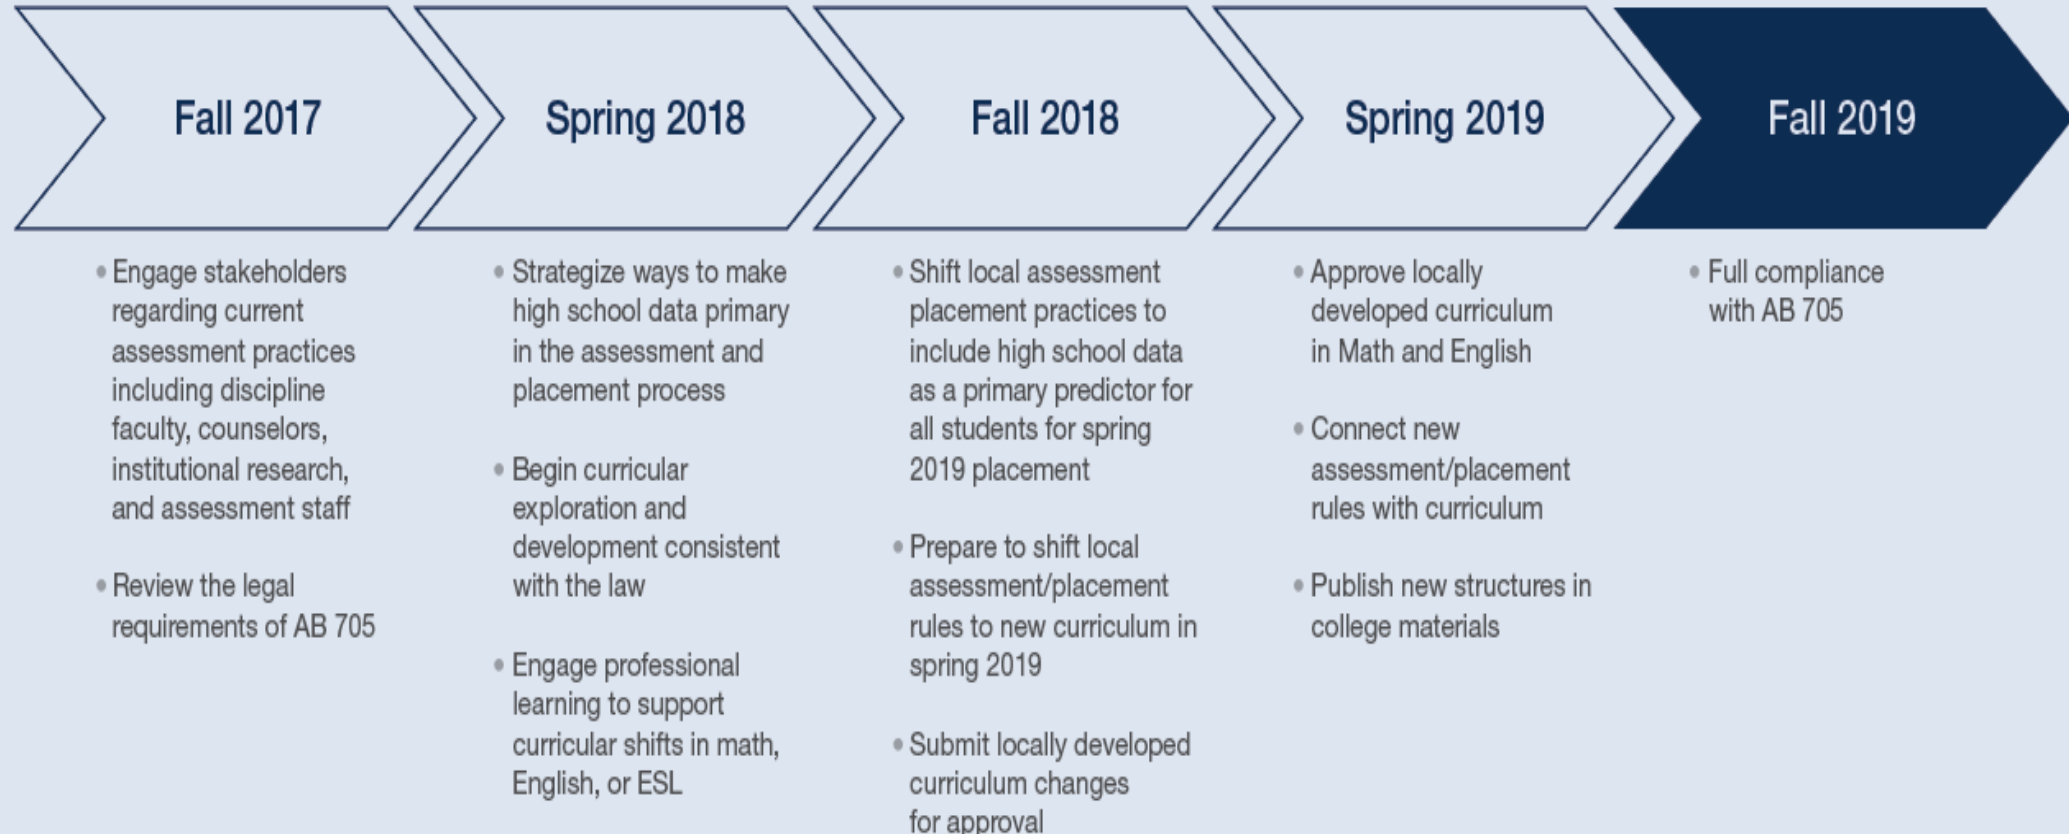 Fall 2017
Spring 2018
Fall 2018
Spring 2019
Fall 2019
• Engage stakeholders
regarding current
assessment practices
including discipline
faculty, counselors,
institutional research,
and assessment staff
• Review the legal
requirements of AB 705
• Strategize ways to make
high school data primary
in the assessment and
placement process
• Begin curricular
exploration and
development consistent
with the law
• Engage professional
learning to support
curricular shifts in math,
English, or ESL
• Shift local assessment
placement practices to
include high school data
as a primary predictor for
all students for spring
2019 placement
• Prepare to shift local
assessment/placement
rules to new curriculum in
spring 2019
• Submit locally developed
curriculum changes
for approval
• Approve locally
developed curriculum
in Math and English
• Connect new
assessment/placement
rules with curriculum
• Publish new structures in
college materials
• Full compliance
with AB 705